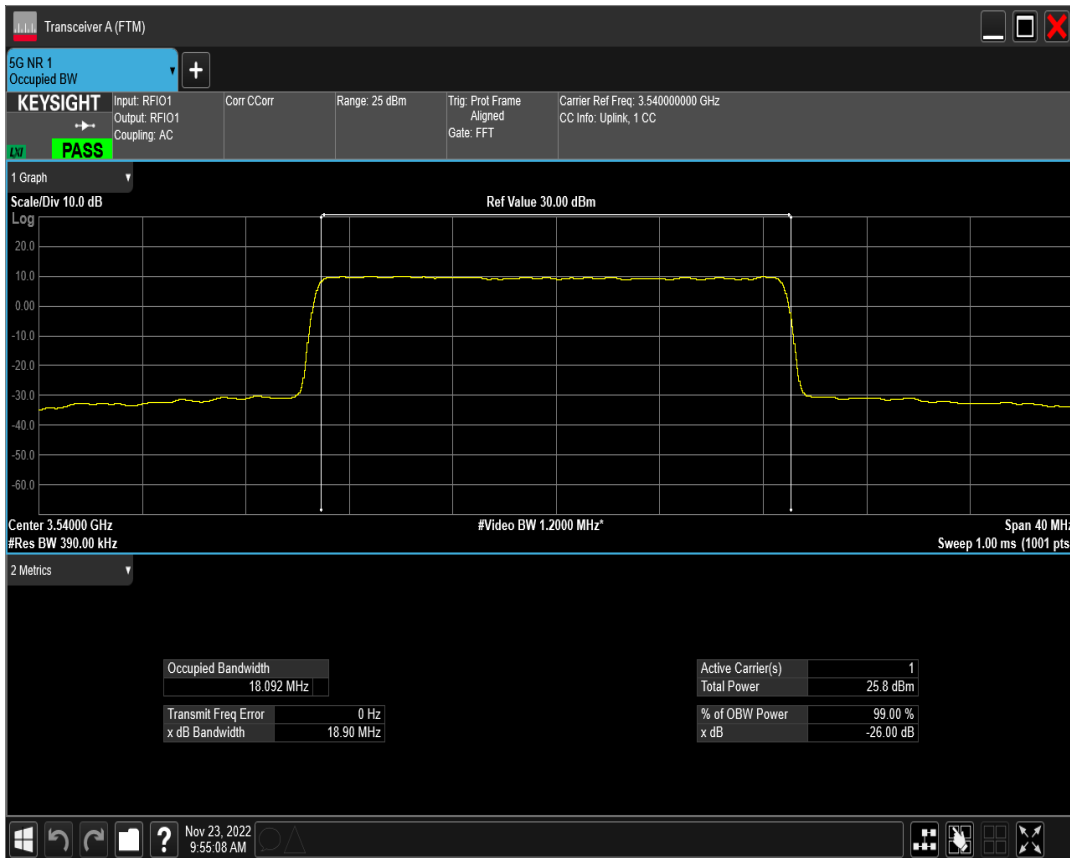 Transceiver A (FTM)
5G NR 1
Occupied BW
+
KEYSIGHT
LXI
PASS
Input: RFIO1
Output: RFIO1
Coupling: AC
Corr CCorr
Range: 25 dBm
Trig: Prot Frame
Aligned
Gate: FFT
Carrier Ref Freq: 3.540000000 GHz
CC Info: Uplink, 1 CC
1 Graph
Scale/Div 10.0 dB
Ref Value 30.00 dBm
Log
20.0
10.0
0.00
-10.0
-20.0
-30.0
-40.0
-50.0
-60.0
Center 3.54000 GHz
#Video BW 1.2000 MHz*
Span 40 MHz
#Res BW 390.00 kHz
Sweep 1.00 ms (1001 pts
2 Metrics
Occupied Bandwidth
18.092 MHz
Transmit Freq Error 0 Hz
x dB Bandwidth 18.90 MHz
Active Carrier(s) 1
Total Power 25.8 dBm
% of OBW Power 99.00 %
x dB -26.00 dB
?
Nov 23, 2022
9:55:08 AM